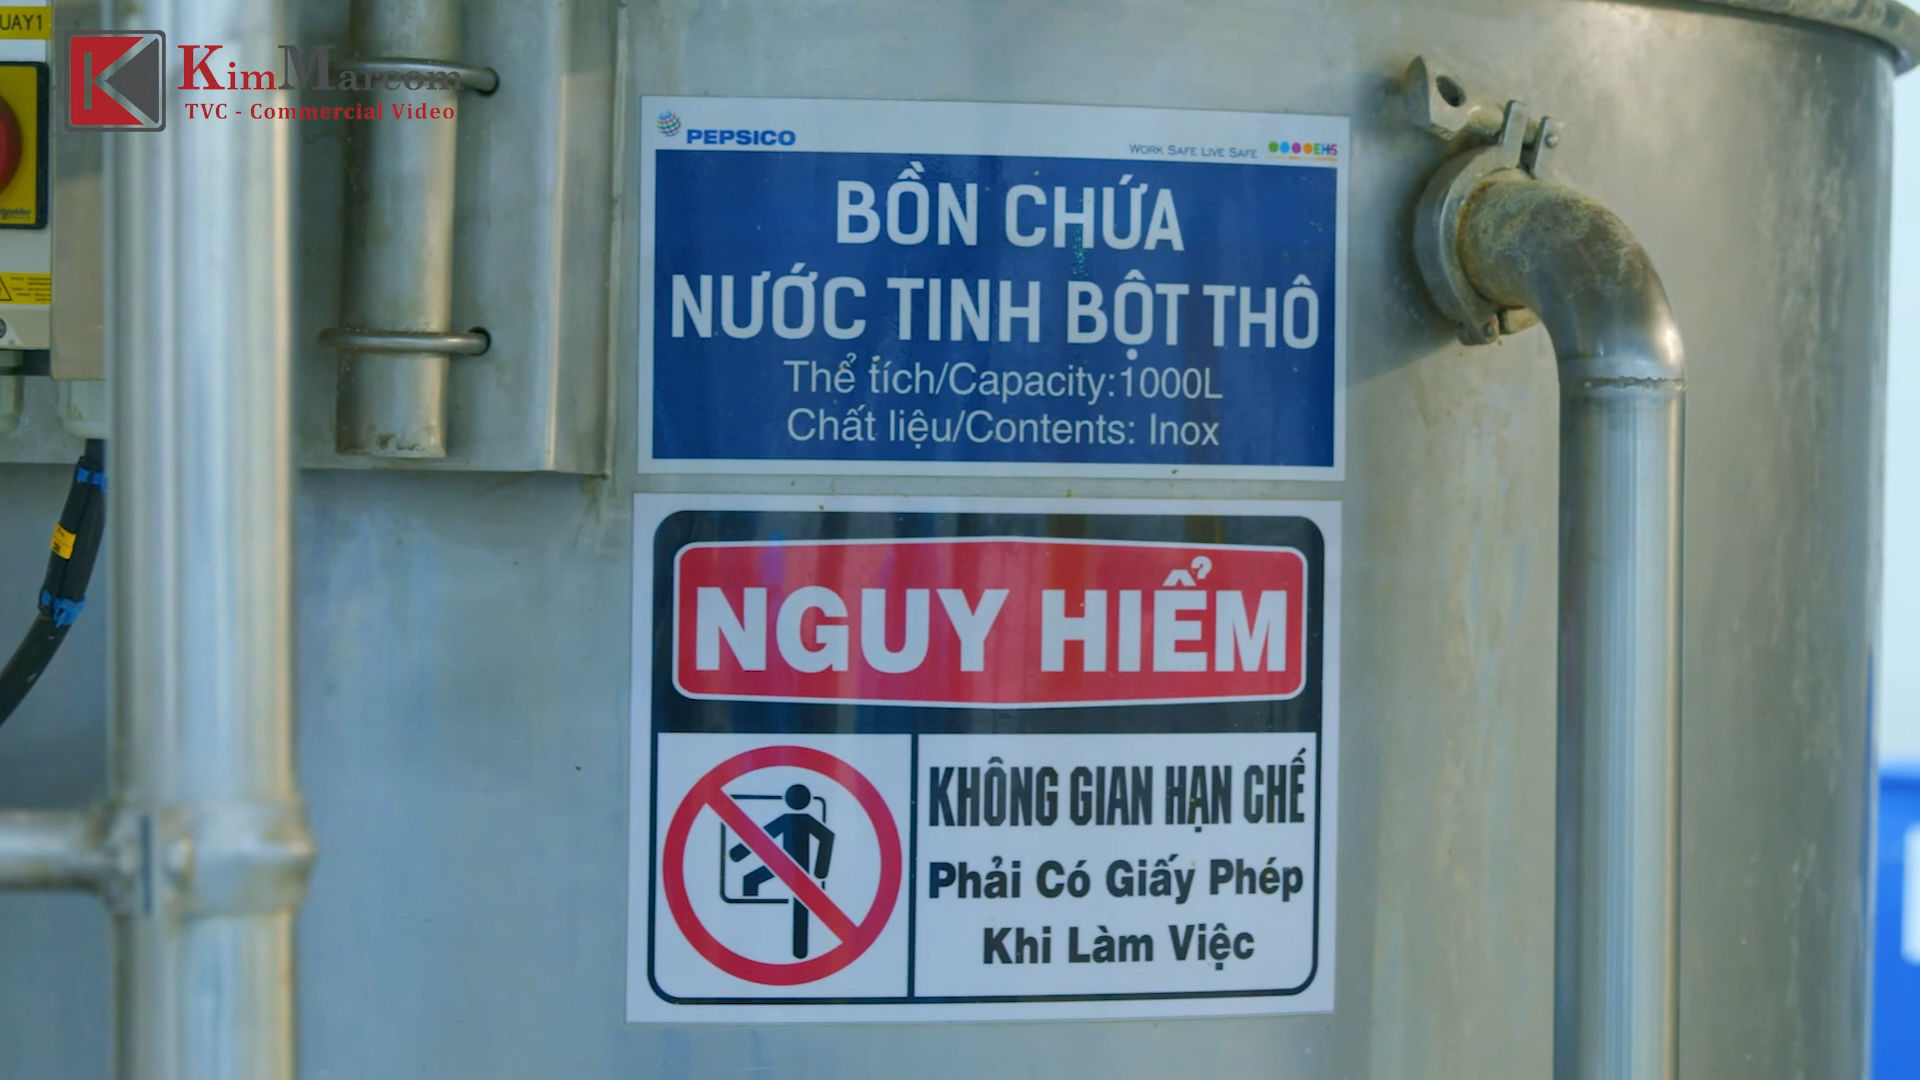 UAY1
KimMarcom
TVC - Commercial Video
PEPSICO
WORK SAFE LIVE SAFE
EHS
BỒN CHỨA
NƯỚC TINH BỘT THÔ
Thể tích/Capacity:1000L
Chất liệu/Contents: Inox
NGUY HIỂM
KHÔNG GIAN HẠN CHẾ
Phải Có Giấy Phép
Khi Làm Việc